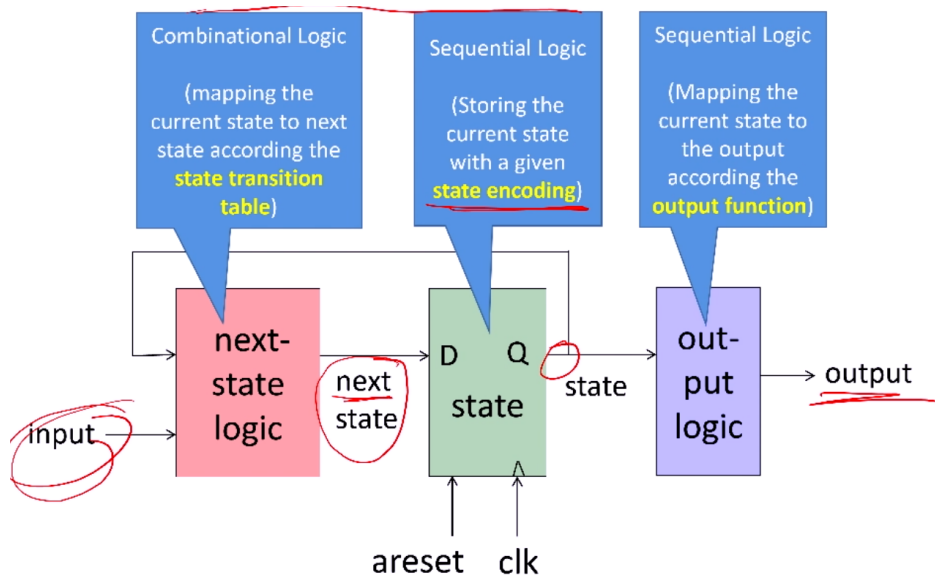 Combinational Logic
(mapping the
current state to next
state according the
state transition
table)
Sequential Logic
(Storing the
current state
with a given
state encoding)
Sequential Logic
(Mapping the
current state to
the output
according the
output function)
next-
state
logic
input
next
state
D Q
state
state
out-
put
logic
output
areset clk